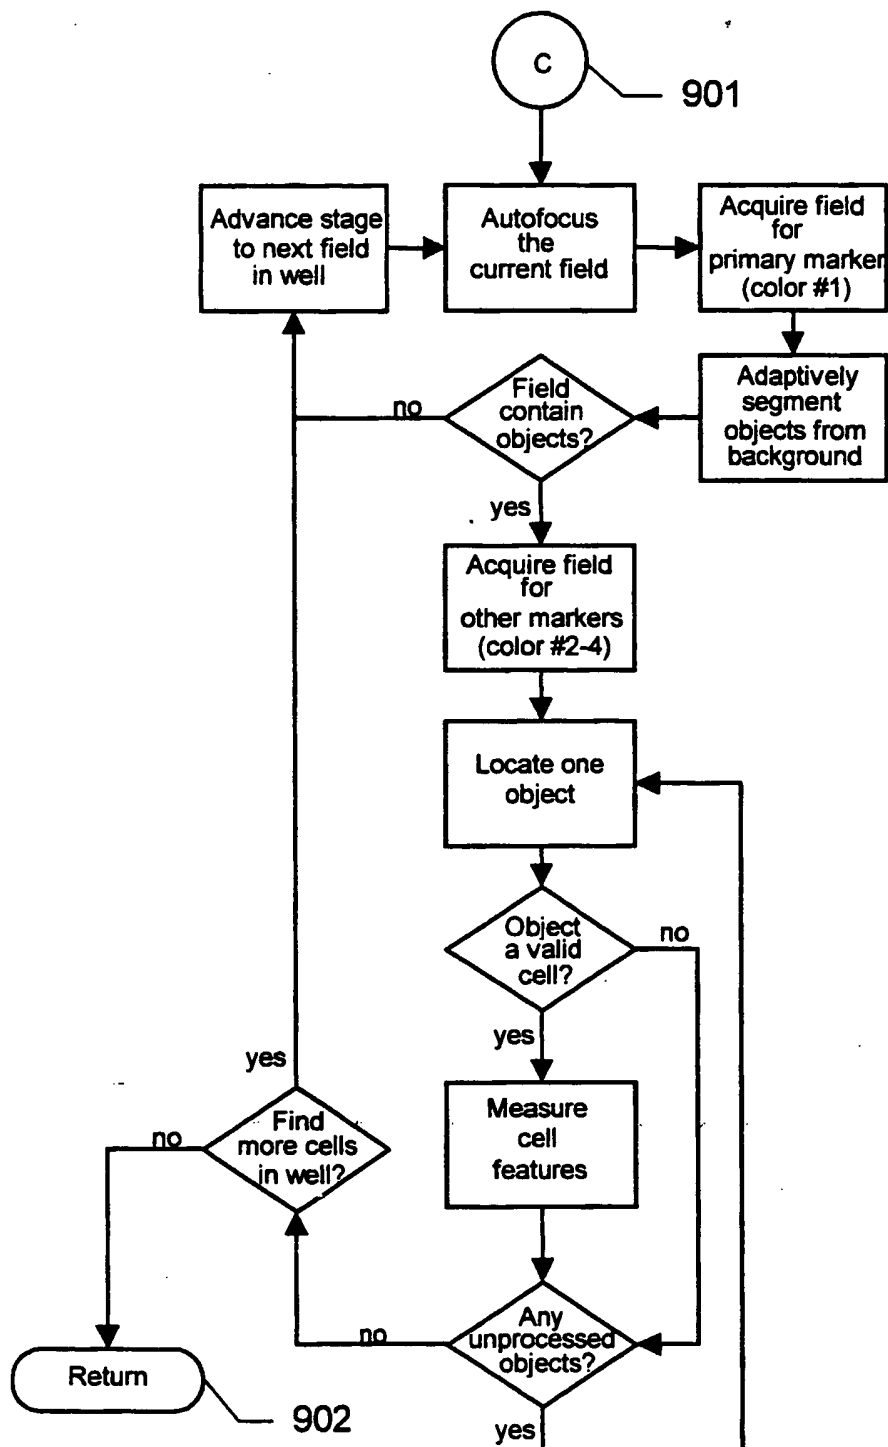 C
901
Advance stage
to next field
in well
Autofocus
the
current field
Acquire field
for
primary marker
(color #1)
Field
contain
objects?
no
Adaptively
segment
objects from
background
yes
Acquire field
for
other markers
(color #2-4)
Locate one
object
Object
a valid
cell?
no
yes
Measure
cell
features
yes
Find
more cells
in well?
no
Any
unprocessed
objects?
no
yes
Return
902